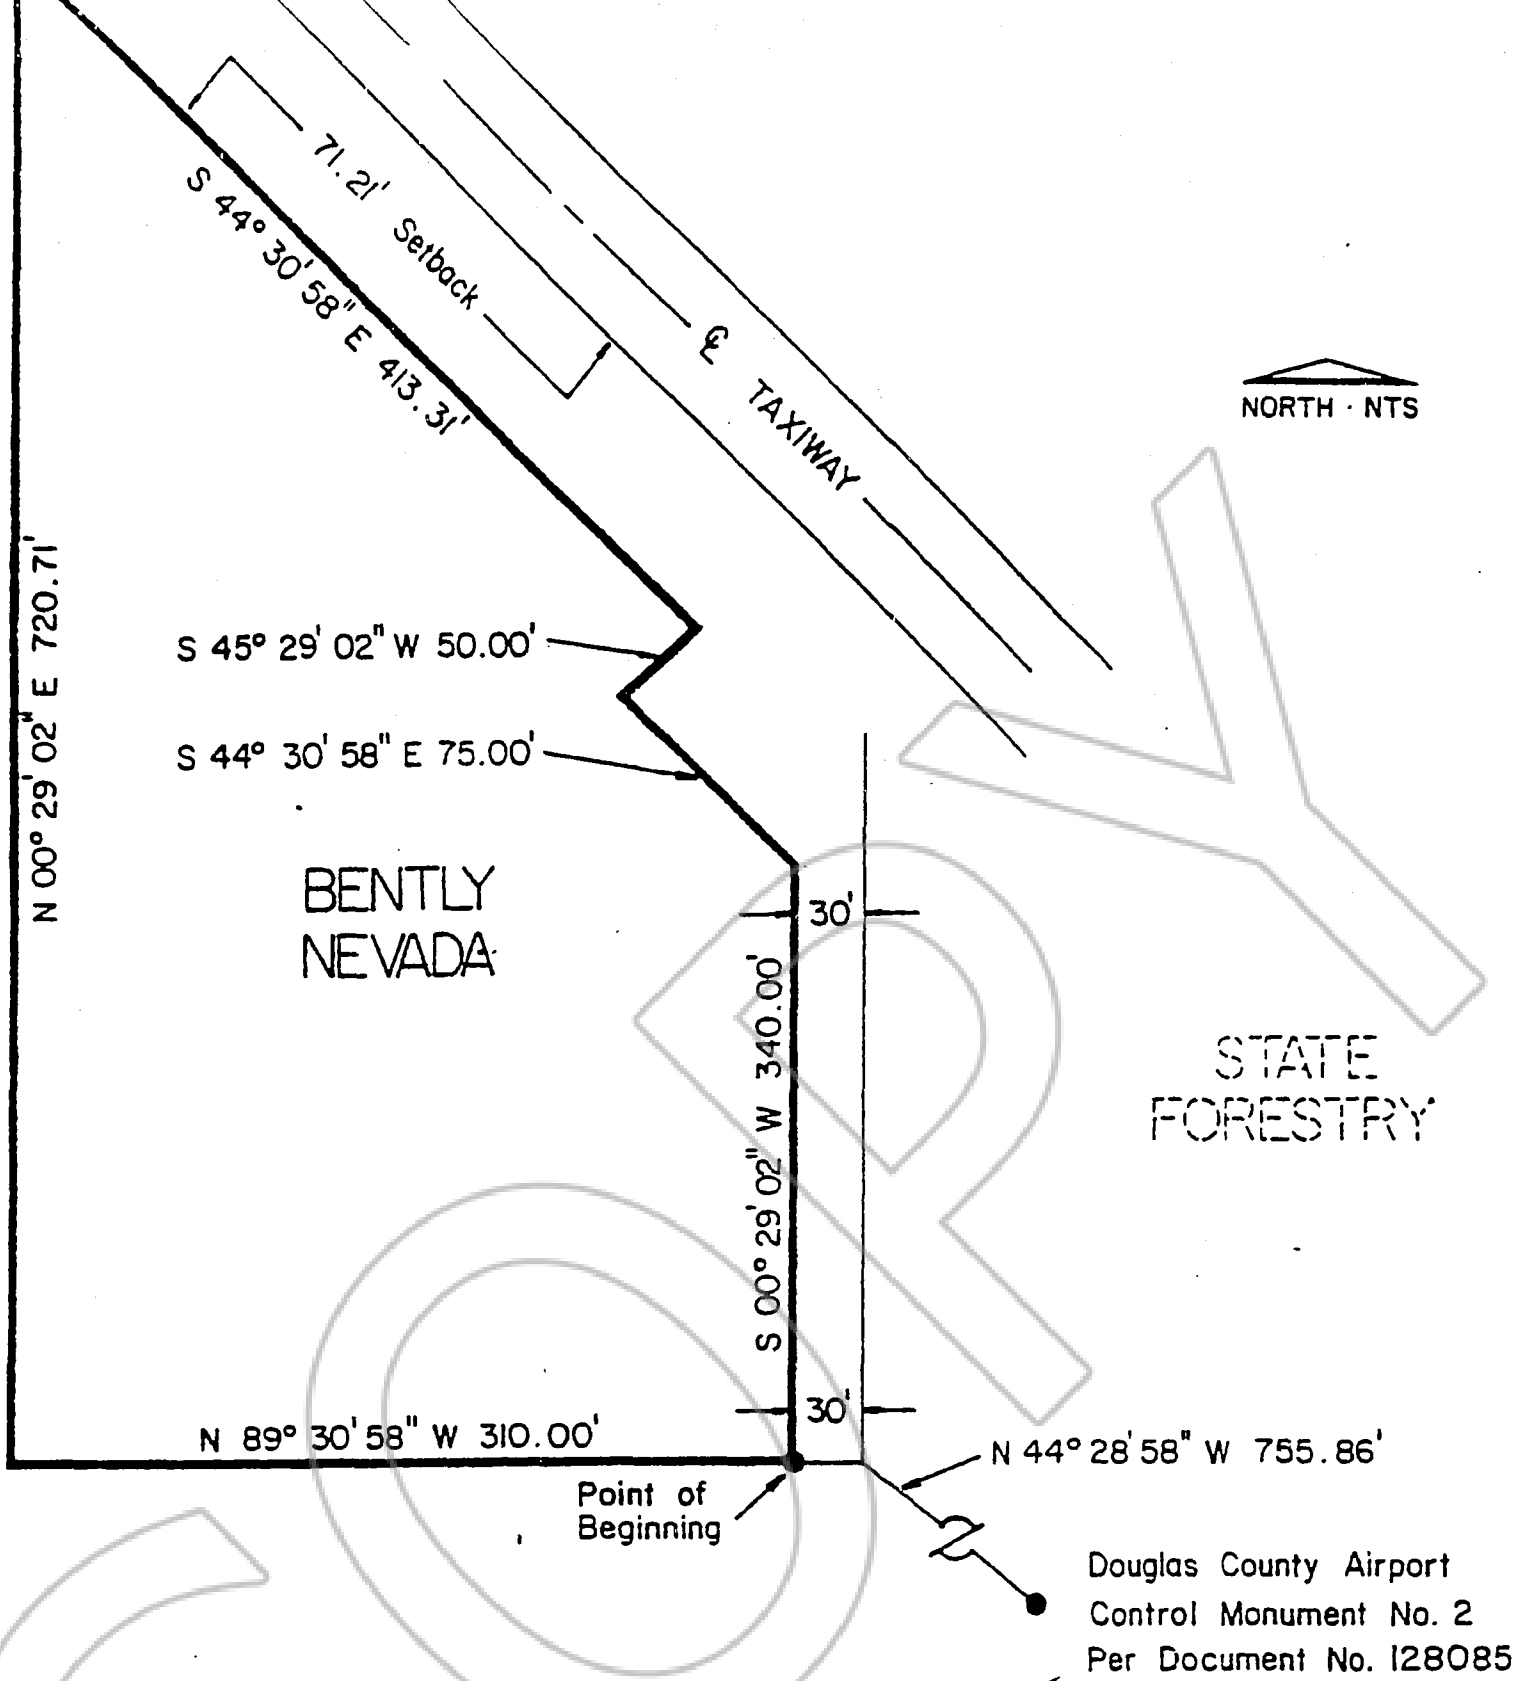 71.21' Setback
S 44° 30' 58" E 413.31'
℄ TAXIWAY
NORTH · NTS
N 00° 29' 02" E 720.71'
S 45° 29' 02" W 50.00'
S 44° 30' 58" E 75.00'
BENTLY
NEVADA
30'
S 00° 29' 02" W 340.00'
STATE
FORESTRY
30'
N 89° 30' 58" W 310.00'
N 44° 28' 58" W 755.86'
Point of
Beginning
Douglas County Airport
Control Monument No. 2
Per Document No. 128085
COPY